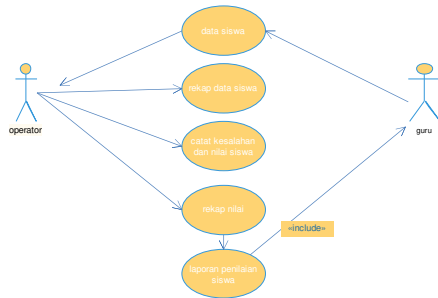 data siswa
rekap data siswa
operator
guru
catat kesalahan
dan nilai siswa
rekap nilai
«include»
laporan penilaian
siswa